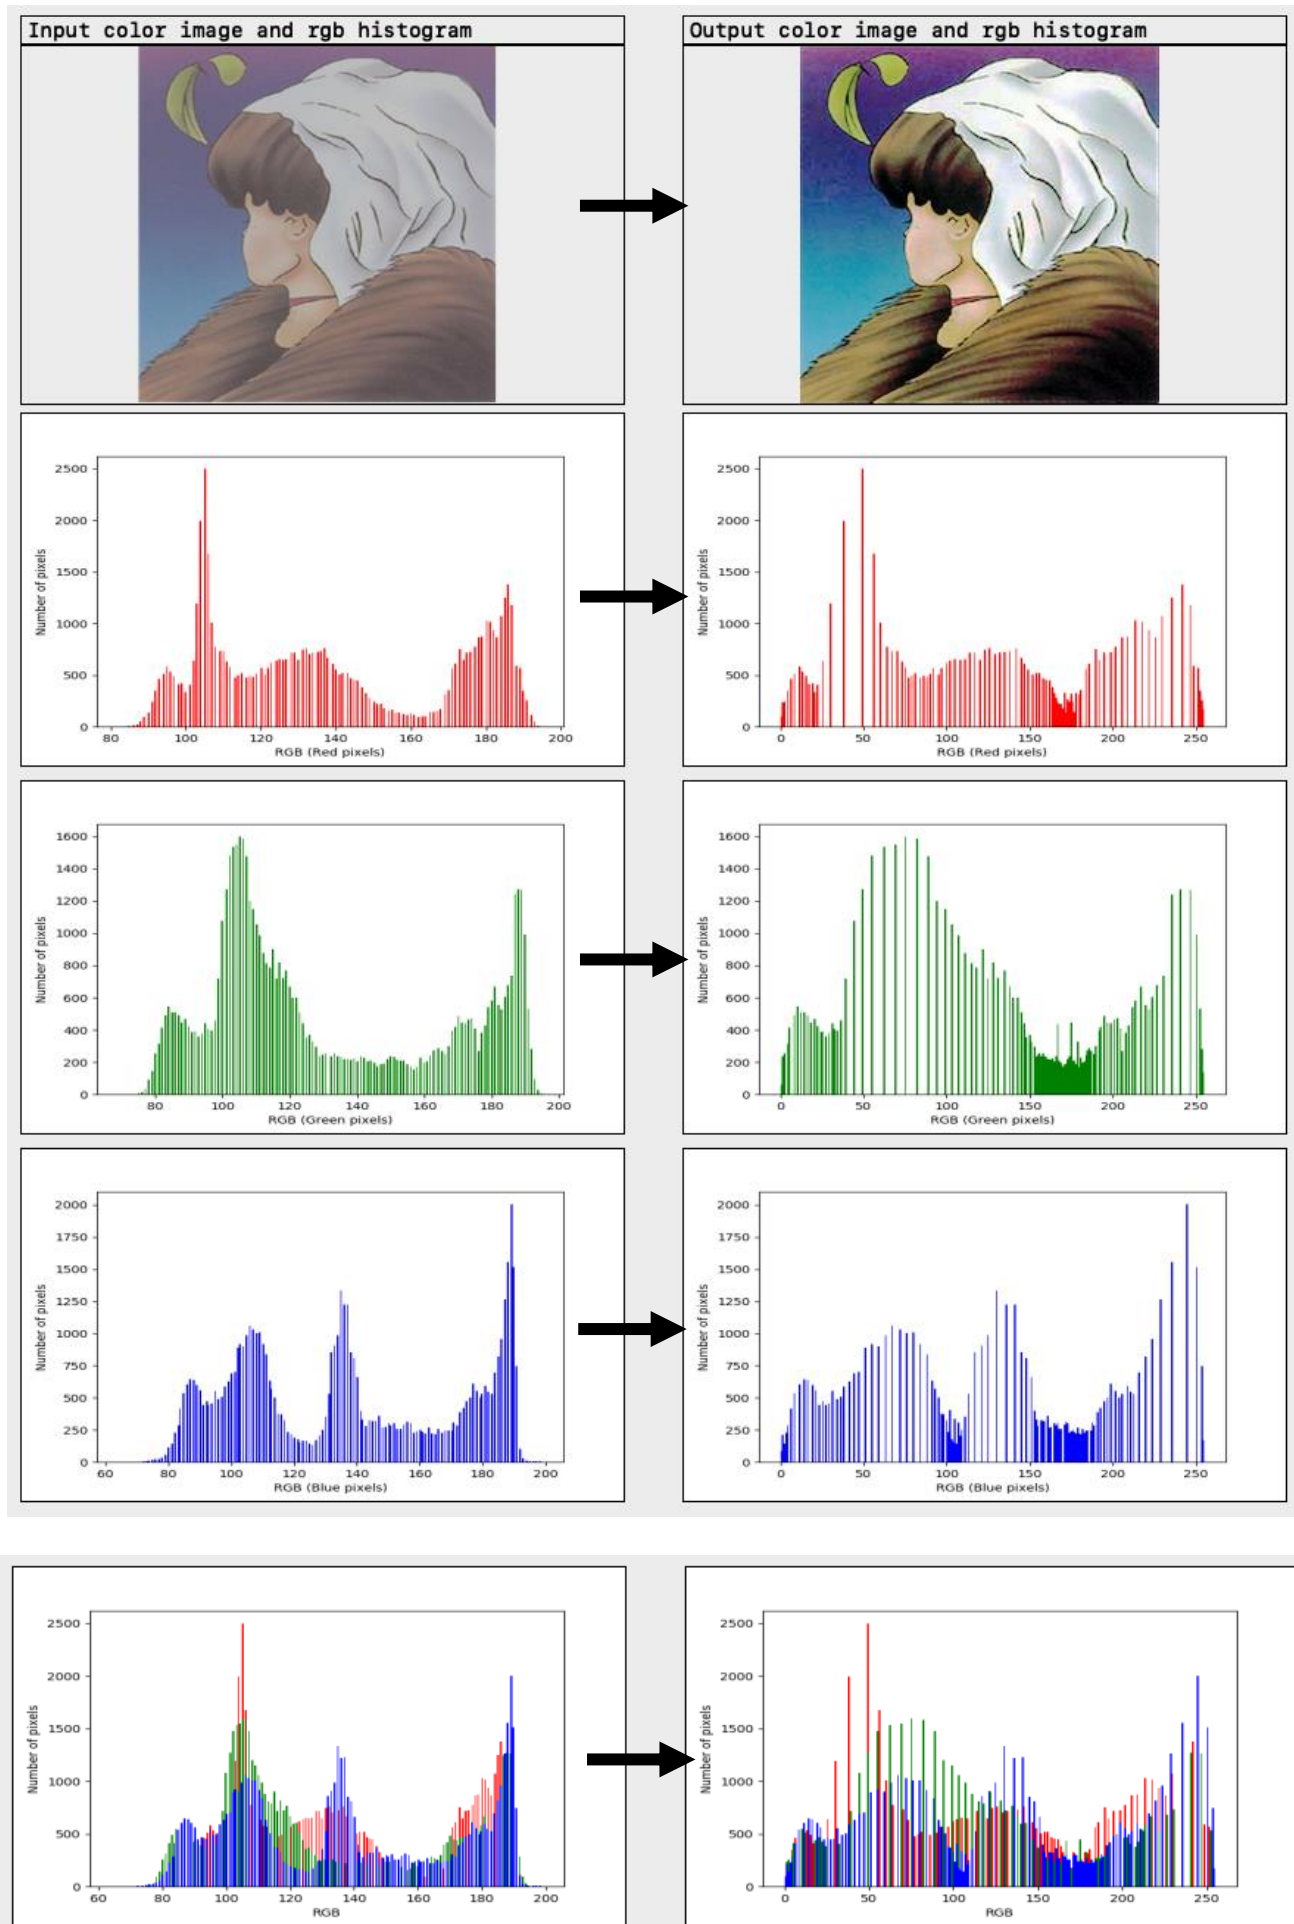 Input color image and rgb histogram
Output color image and rgb histogram
2500
2000
1500
1000
500
0
Number of pixels
80 100 120 140 160 180 200
RGB (Red pixels)
2500
2000
1500
1000
500
0
Number of pixels
0 50 100 150 200 250
RGB (Red pixels)
1600
1400
1200
1000
800
600
400
200
0
Number of pixels
80 100 120 140 160 180 200
RGB (Green pixels)
1600
1400
1200
1000
800
600
400
200
0
Number of pixels
0 50 100 150 200 250
RGB (Green pixels)
2000
1750
1500
1250
1000
750
500
250
0
Number of pixels
60 80 100 120 140 160 180 200
RGB (Blue pixels)
2000
1750
1500
1250
1000
750
500
250
0
Number of pixels
0 50 100 150 200 250
RGB (Blue pixels)
2500
2000
1500
1000
500
0
Number of pixels
60 80 100 120 140 160 180 200
RGB
2500
2000
1500
1000
500
0
Number of pixels
0 50 100 150 200 250
RGB